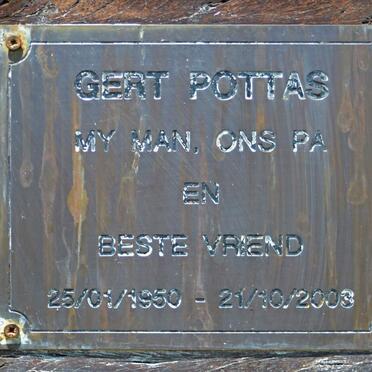 GERT POTTAS
MY MAN, ONS PA
EN
BESTE VRIEND
25/01/1950 - 21/10/2003